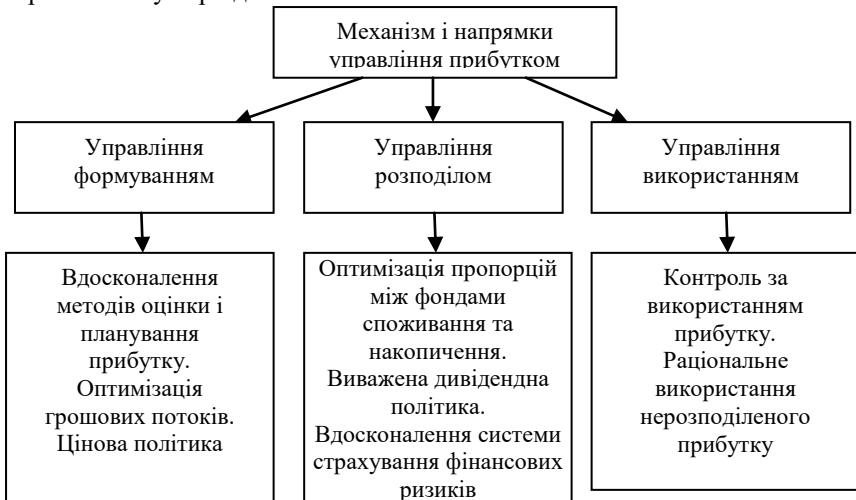 Механізм і напрямки
управління прибутком
Управління
формуванням
Управління
розподілом
Управління
використанням
Вдосконалення
методів оцінки і
планування
прибутку.
Оптимізація
грошових потоків.
Цінова політика
Оптимізація пропорцій
між фондами
споживання та
накопичення.
Виважена дивідендна
політика.
Вдосконалення системи
страхування фінансових
ризиків
Контроль за
використанням
прибутку.
Раціональне
використання
нерозподіленого
прибутку